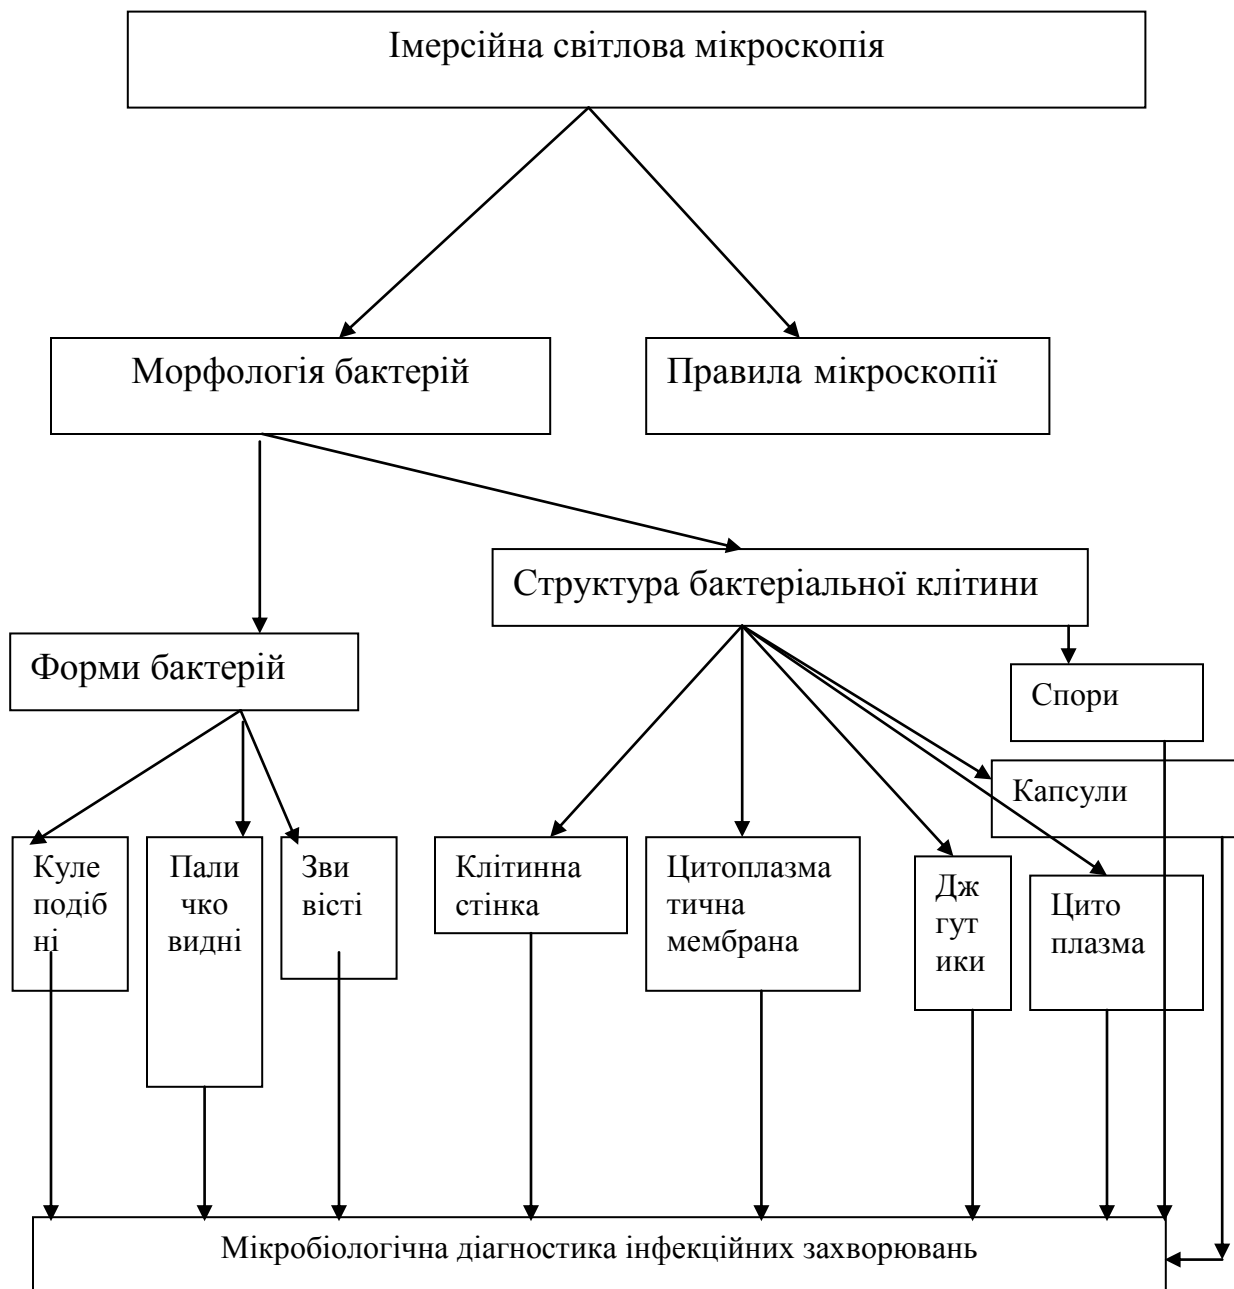 Імерсійна світлова мікроскопія
Морфологія бактерій
Правила мікроскопії
Структура бактеріальної клітини
Форми бактерій
Спори
Капсули
Куле
подіб
ні
Пали
чко
видні
Зви
вісті
Клітинна
стінка
Цитоплазма
тична
мембрана
Дж
гут
ики
Цито
плазма
Мікробіологічна діагностика інфекційних захворювань